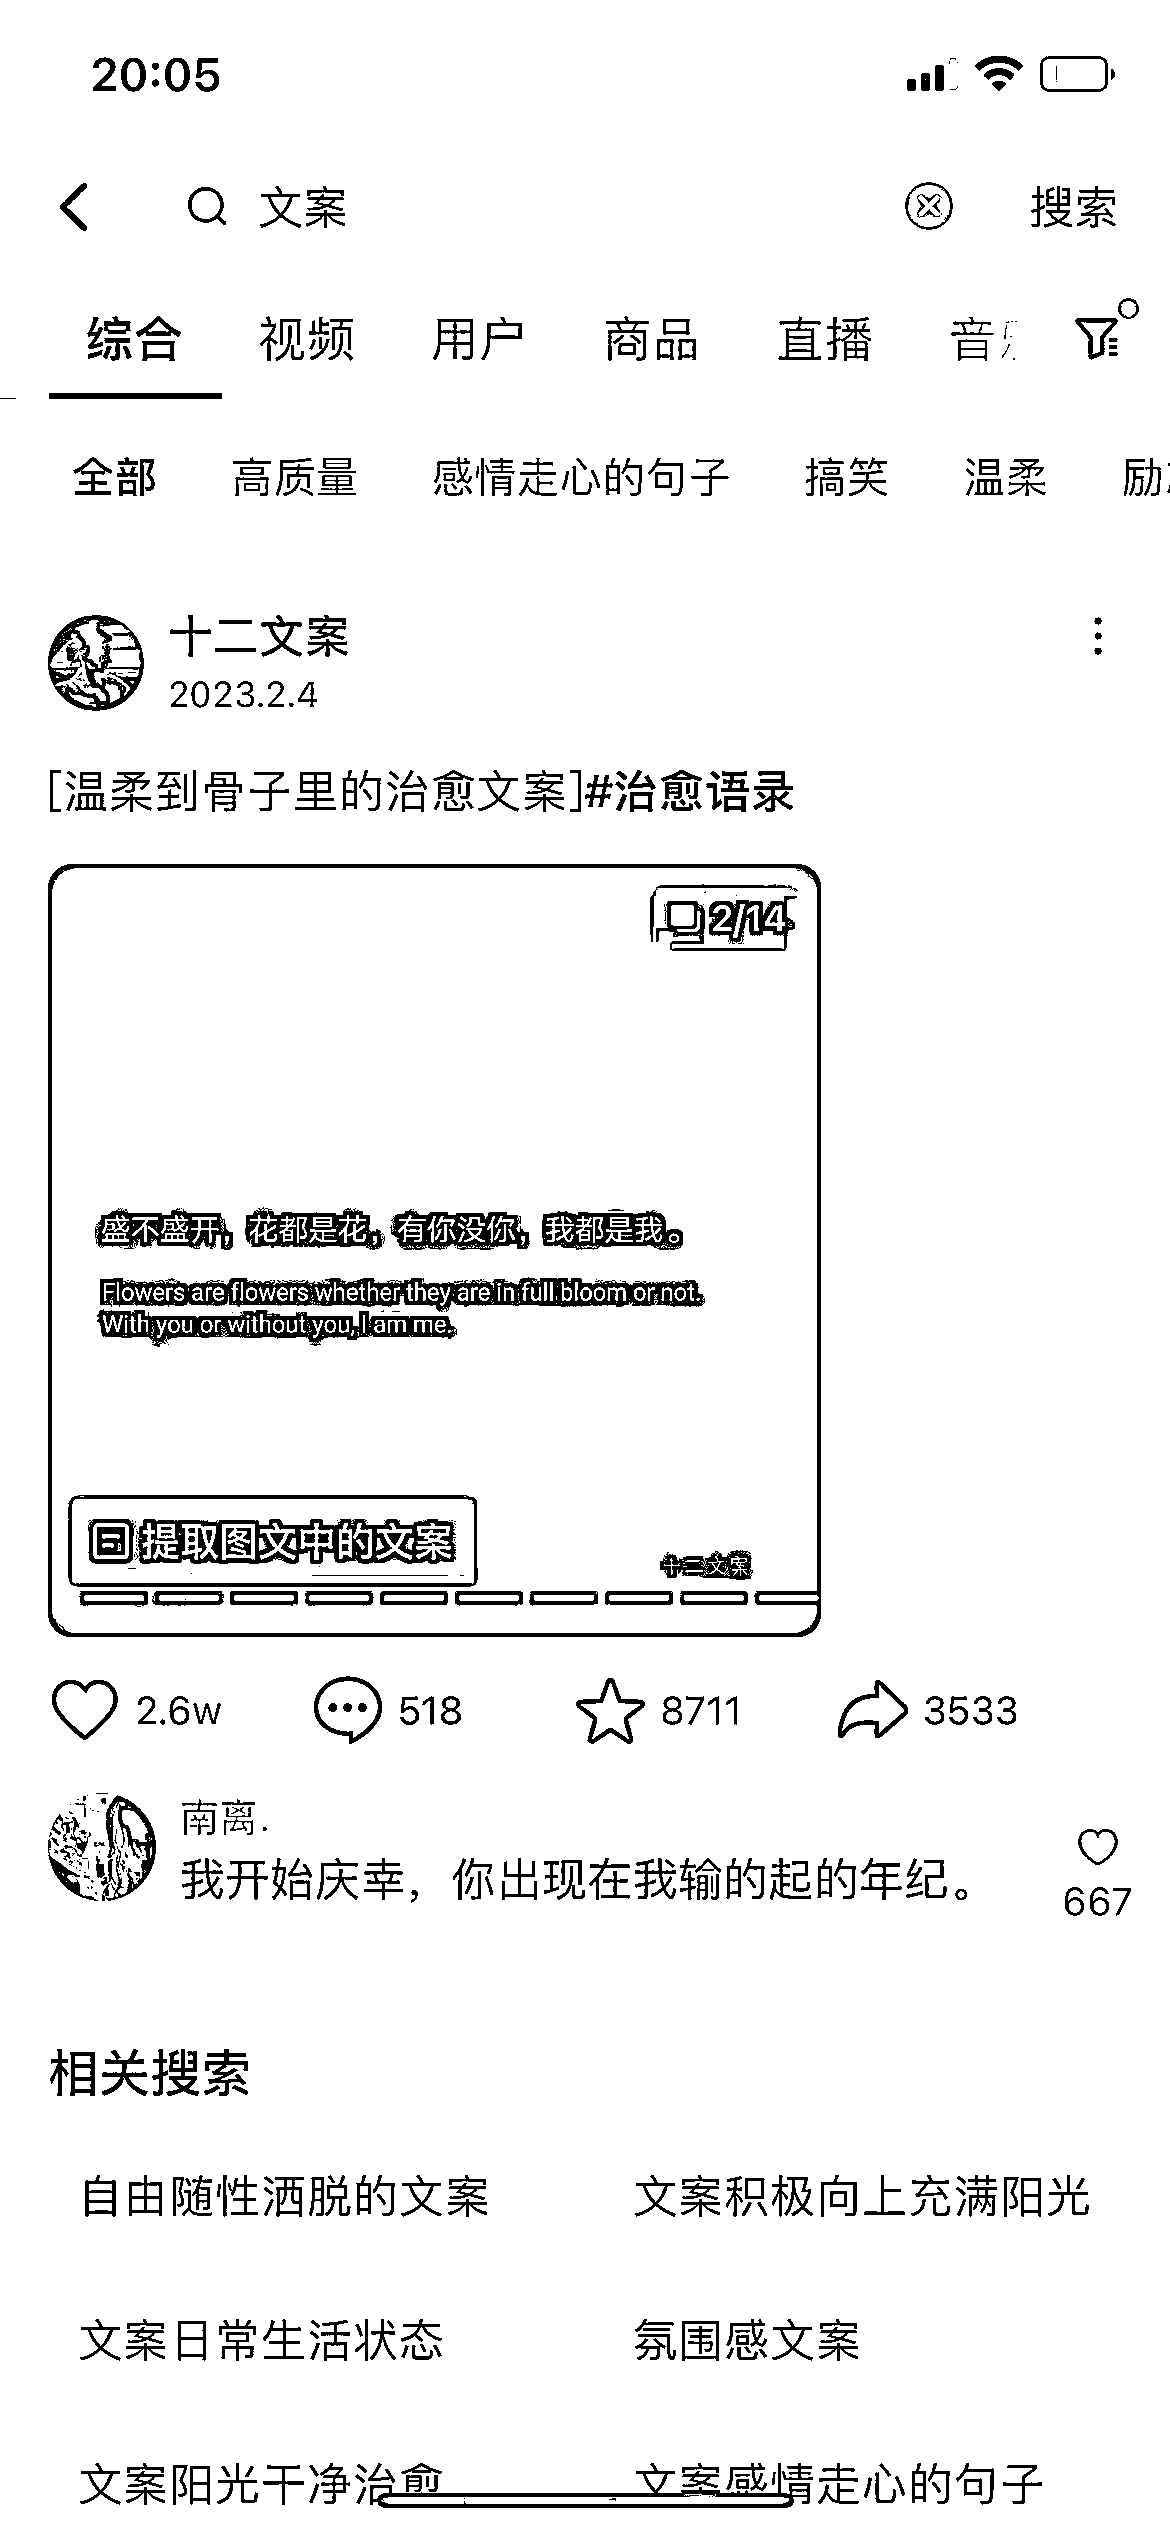 20:05
文案
搜索
综合 视频 用户 商品 直播 音
全部 高质量 感情走心的句子 搞笑 温柔 励
十二文案
2023.2.4
[温柔到骨子里的治愈文案]#治愈语录
2/14
盛不盛开，花都是花，有你没你，我都是我。
Flowers are flowers whether they are in full bloom or not.
With you or without you, I am me.
提取图文中的文案
十二文案
2.6w 518 8711 3533
南离.
我开始庆幸，你出现在我输的起的年纪。
667
相关搜索
自由随性洒脱的文案 文案积极向上充满阳光
文案日常生活状态 氛围感文案
文案阳光干净治愈 文案感情走心的句子